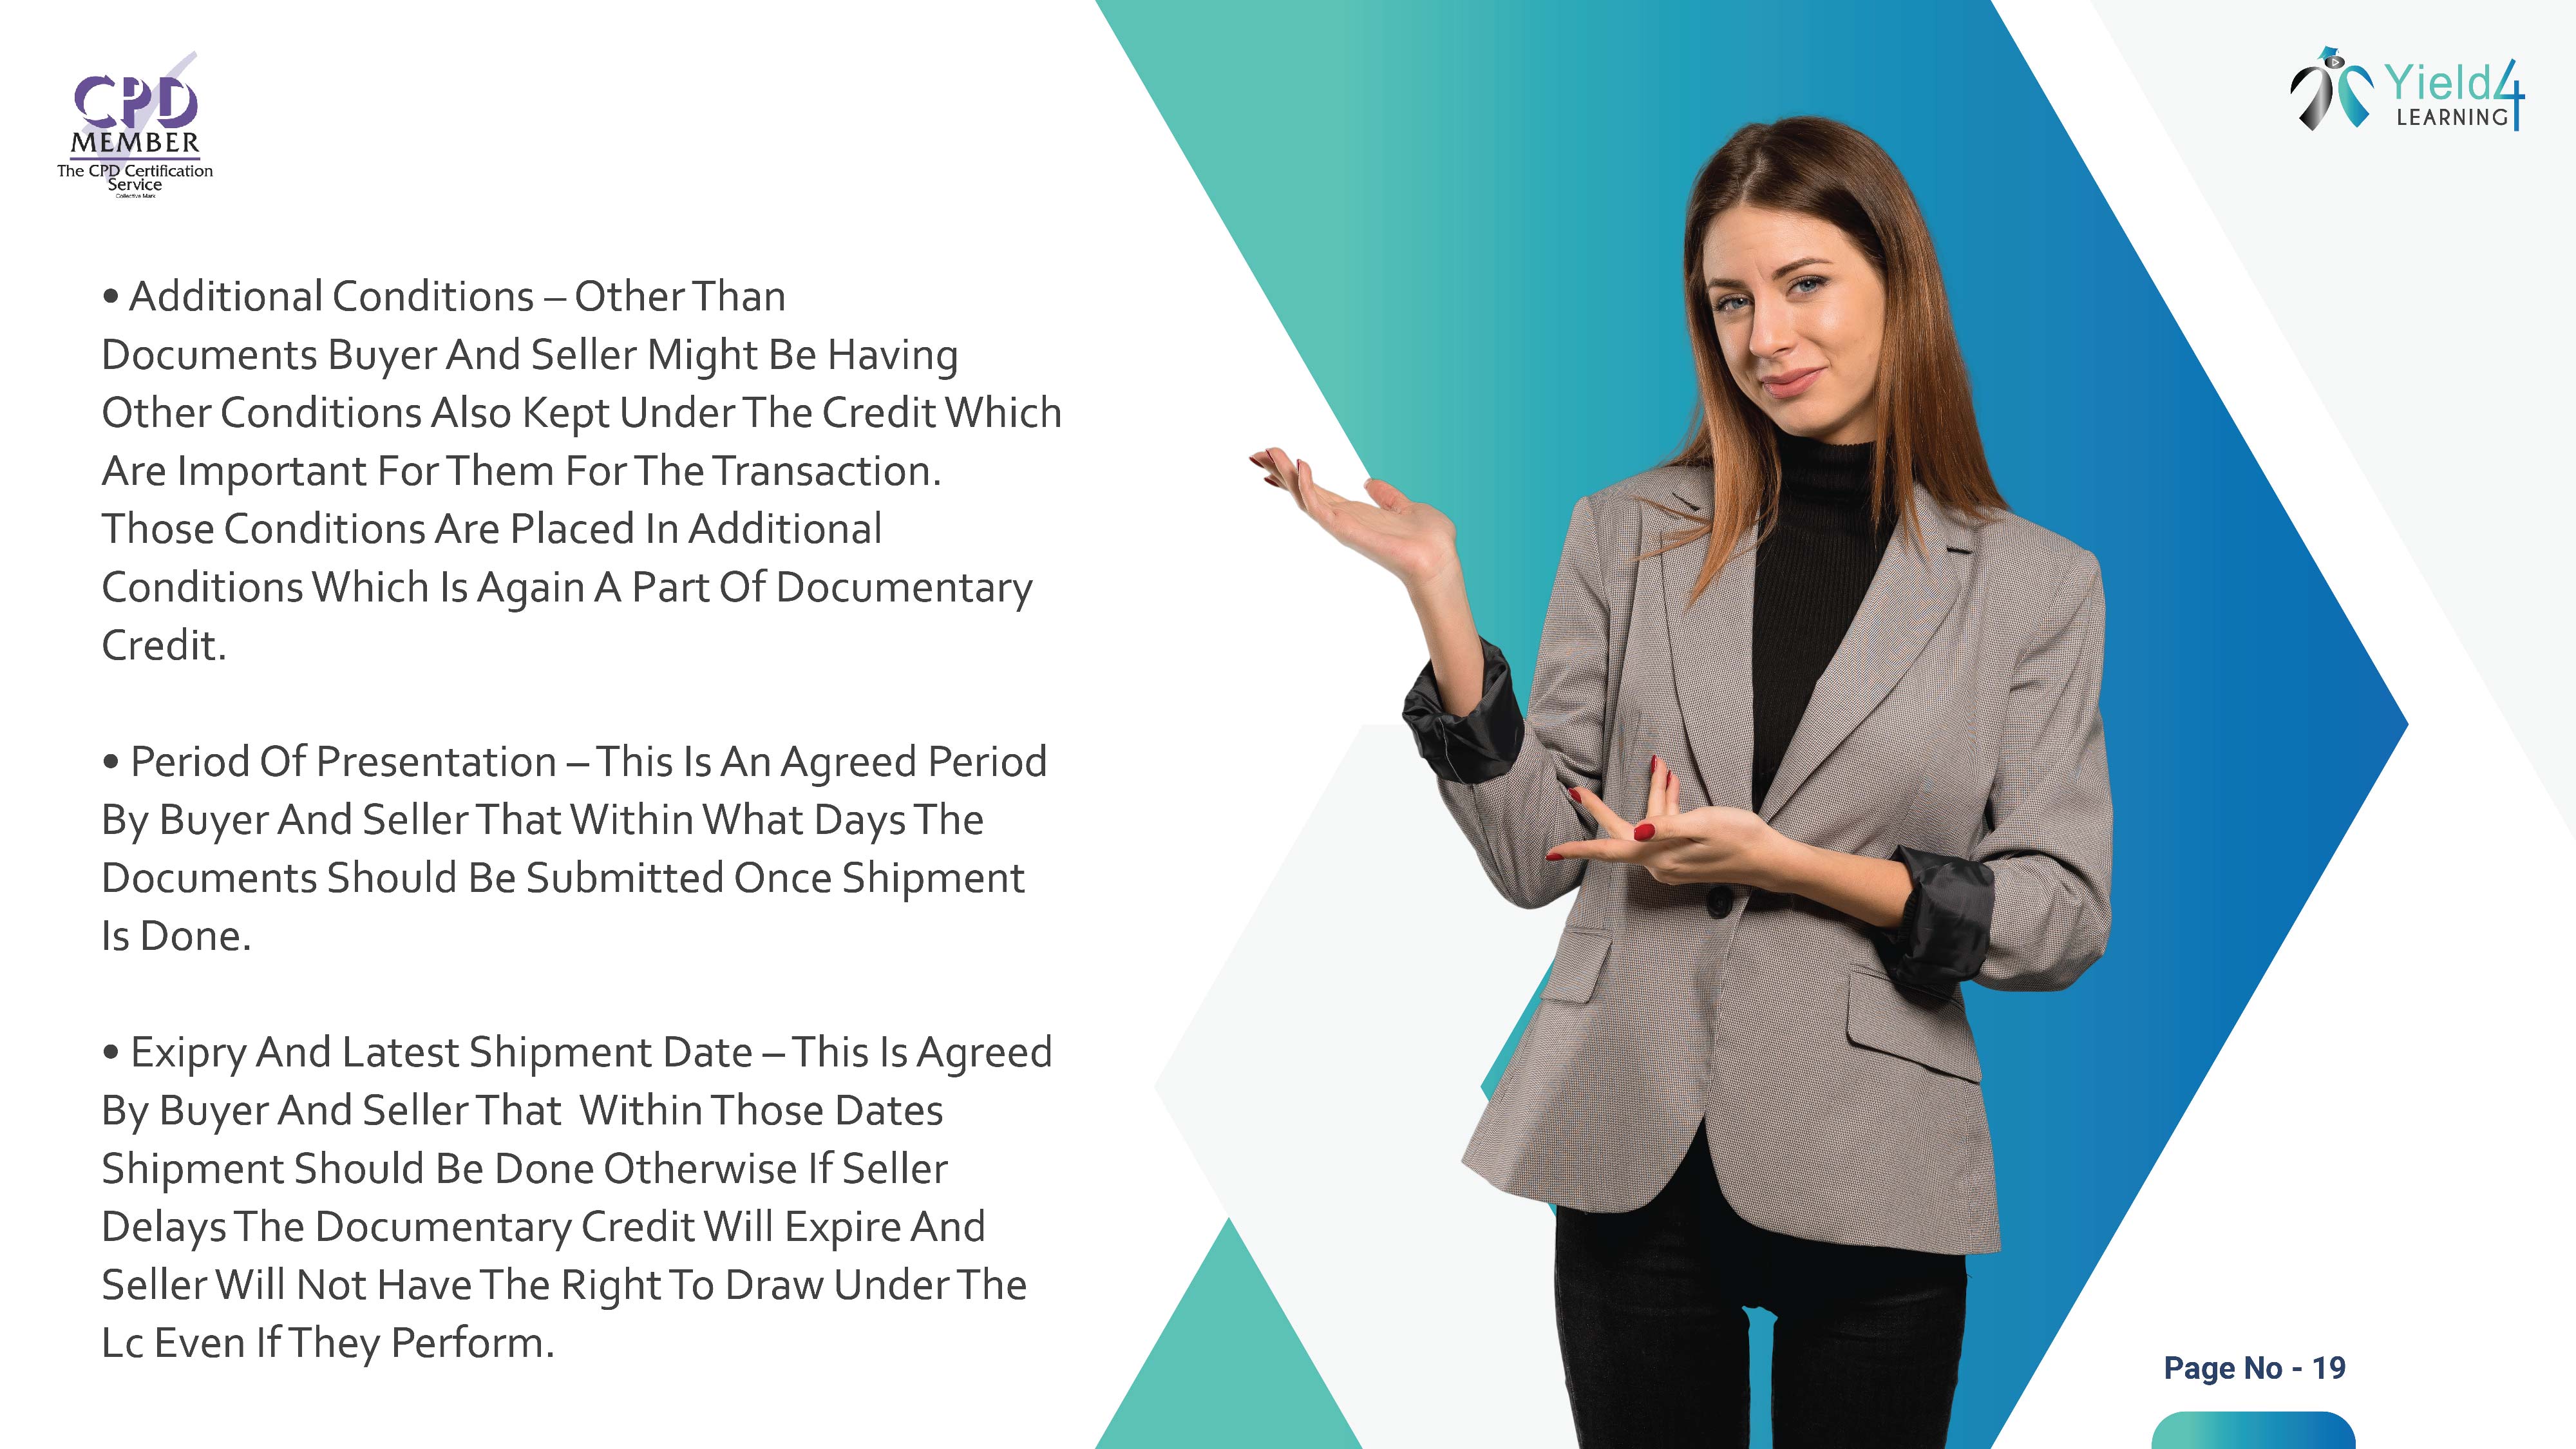 CPD
MEMBER
The CPD Certification
Service
Collective Mark
Yield4
LEARNING
• Additional Conditions – Other Than
Documents Buyer And Seller Might Be Having
Other Conditions Also Kept Under The Credit Which
Are Important For Them For The Transaction.
Those Conditions Are Placed In Additional
Conditions Which Is Again A Part Of Documentary
Credit.
• Period Of Presentation – This Is An Agreed Period
By Buyer And Seller That Within What Days The
Documents Should Be Submitted Once Shipment
Is Done.
• Exipry And Latest Shipment Date – This Is Agreed
By Buyer And Seller That  Within Those Dates
Shipment Should Be Done Otherwise If Seller
Delays The Documentary Credit Will Expire And
Seller Will Not Have The Right To Draw Under The
Lc Even If They Perform.
Page No - 19